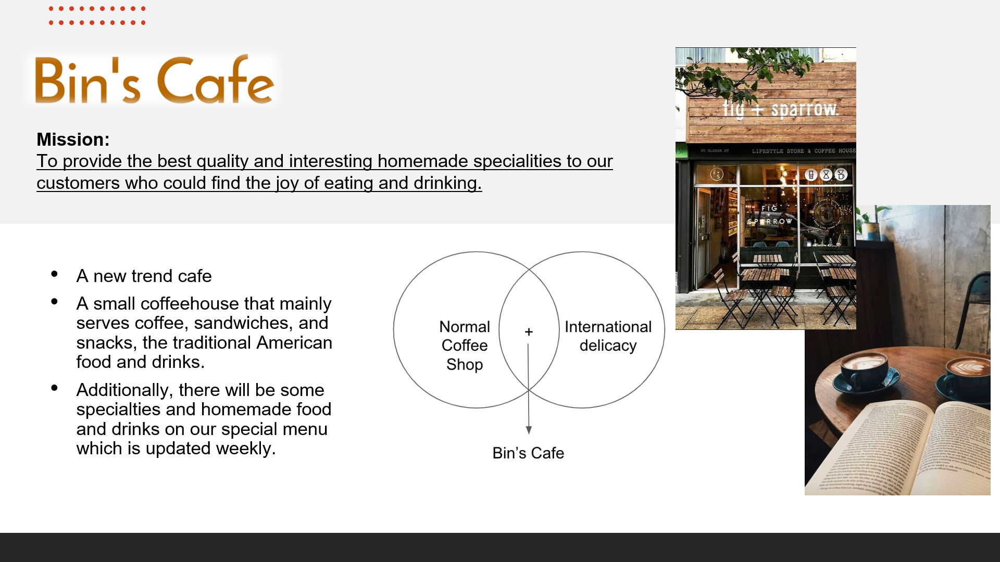 Bin's Cafe
Mission:
To provide the best quality and interesting homemade specialities to our
customers who could find the joy of eating and drinking.
• A new trend cafe
• A small coffeehouse that mainly
serves coffee, sandwiches, and
snacks, the traditional American
food and drinks.
• Additionally, there will be some
specialties and homemade food
and drinks on our special menu
which is updated weekly.
Normal
Coffee
Shop
+
International
delicacy
Bin’s Cafe
fig + sparrow.
20 OLDHAM ST LIFESTYLE STORE & COFFEE HOUSE
F+
S
FIG
+
SPARROW